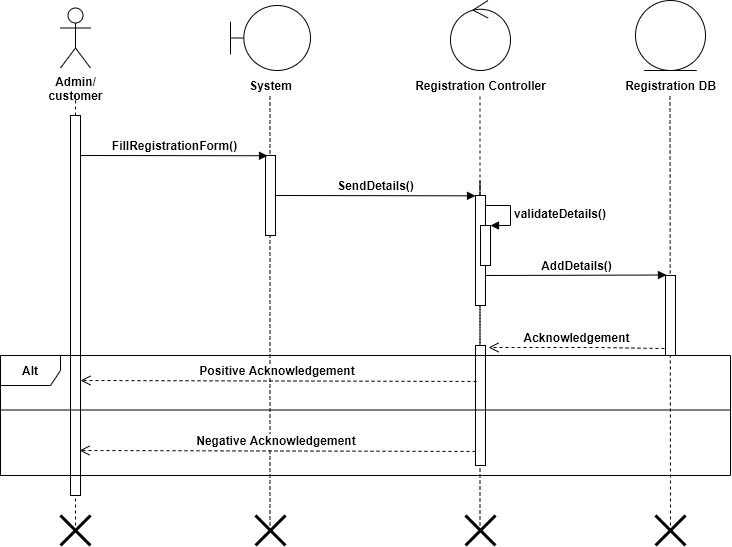 Admin/
customer
System
Registration Controller
Registration DB
FillRegistrationForm()
SendDetails()
validateDetails()
AddDetails()
Acknowledgement
Alt
Positive Acknowledgement
Negative Acknowledgement